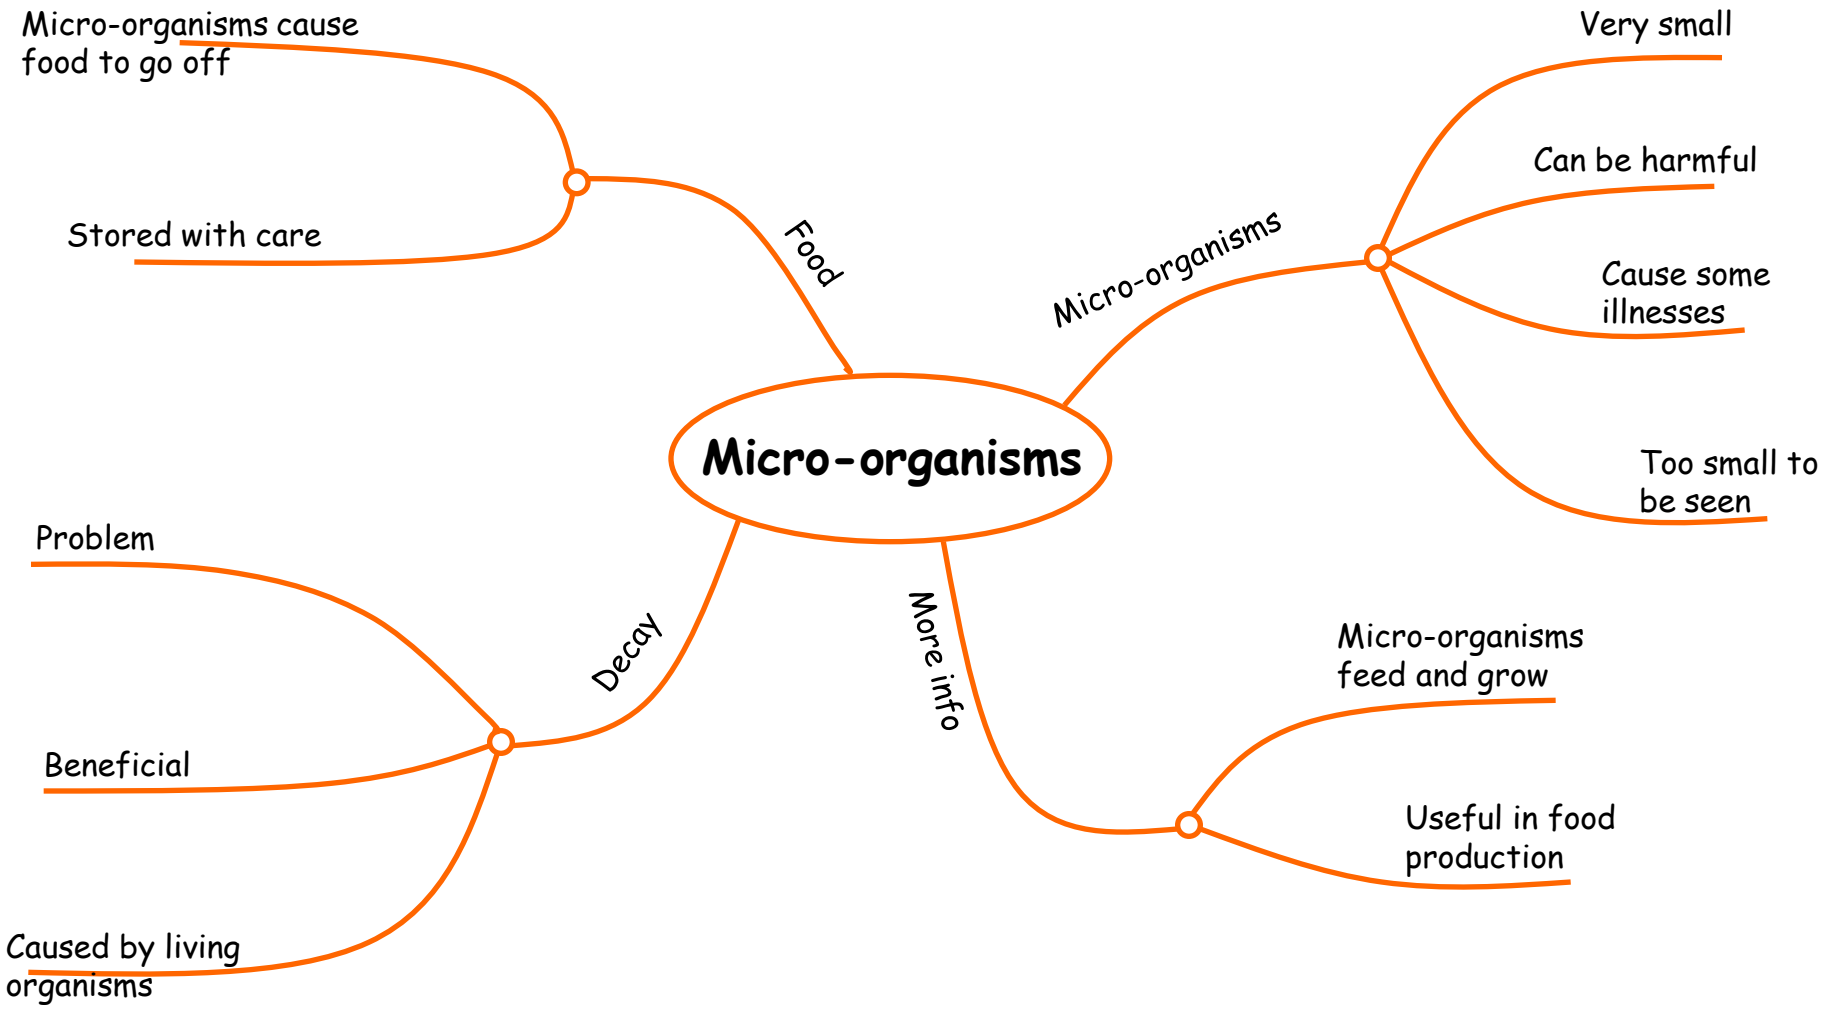 Micro-organisms cause
food to go off
Stored with care
Food
Micro-organisms
Very small
Can be harmful
Cause some
illnesses
Too small to
be seen
Micro-organisms
Problem
Beneficial
Caused by living
organisms
Decay
More info
Micro-organisms
feed and grow
Useful in food
production